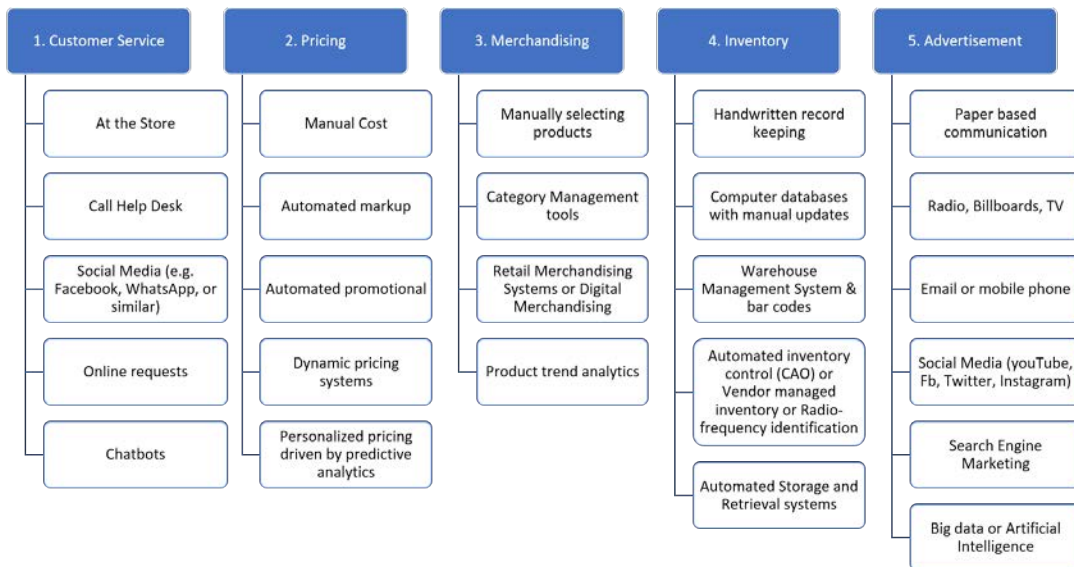 1. Customer Service
At the Store
Call Help Desk
Social Media (e.g.
Facebook, WhatsApp, or
similar)
Online requests
Chatbots
2. Pricing
Manual Cost
Automated markup
Automated promotional
Dynamic pricing
systems
Personalized pricing
driven by predictive
analytics
3. Merchandising
Manually selecting
products
Category Management
tools
Retail Merchandising
Systems or Digital
Merchandising
Product trend analytics
4. Inventory
Handwritten record
keeping
Computer databases
with manual updates
Warehouse
Management System &
bar codes
Automated inventory
control (CAO) or
Vendor managed
inventory or Radio-
frequency identification
Automated Storage and
Retrieval systems
5. Advertisement
Paper based
communication
Radio, Billboards, TV
Email or mobile phone
Social Media (youTube,
Fb, Twitter, Instagram)
Search Engine
Marketing
Big data or Artificial
Intelligence